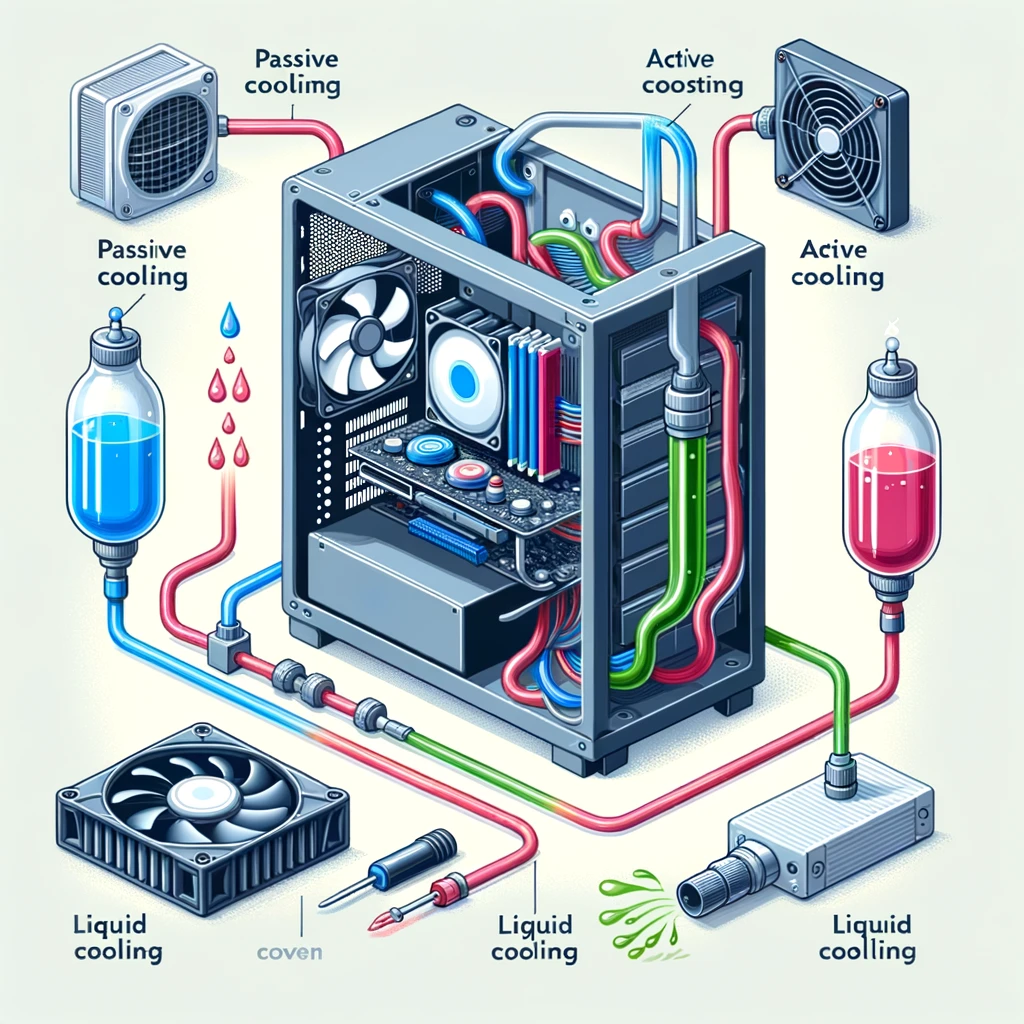 Passive
cooling
Active
coosting
Passive
cooling
Active
cooling
Liquid
cooling
coven
Liquid
cooling
Liquid
coolling